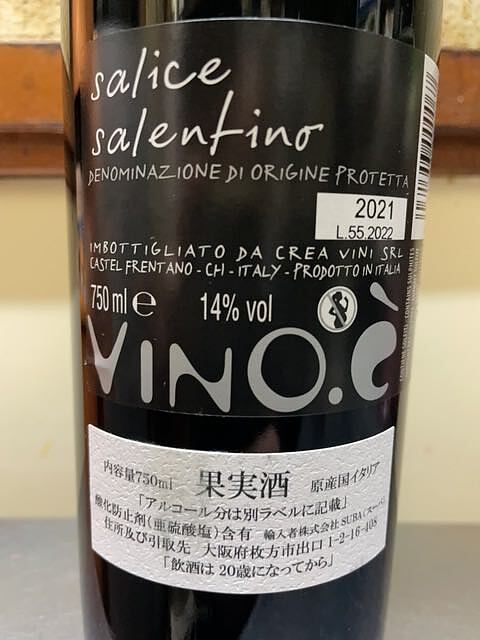 salice
salentino
DENOMINAZIONE DI ORIGINE PROTETTA
2021
L.55.2022
IMBOTTIGLIATO DA CREA VINI SRL
CASTEL FRENTANO - CH - ITALY - PRODOTTO IN ITALIA
750 ml e 14% vol
VINO.È
内容量750ml 果実酒 原産国イタリア
「アルコール分は別ラベルに記載」
酸化防止剤(亜硫酸塩)含有 輸入者株式会社 SUBA(スーバ)
住所及び引取先 大阪府枚方市出口 1-2-16-408
「飲酒は 20歳になってから」